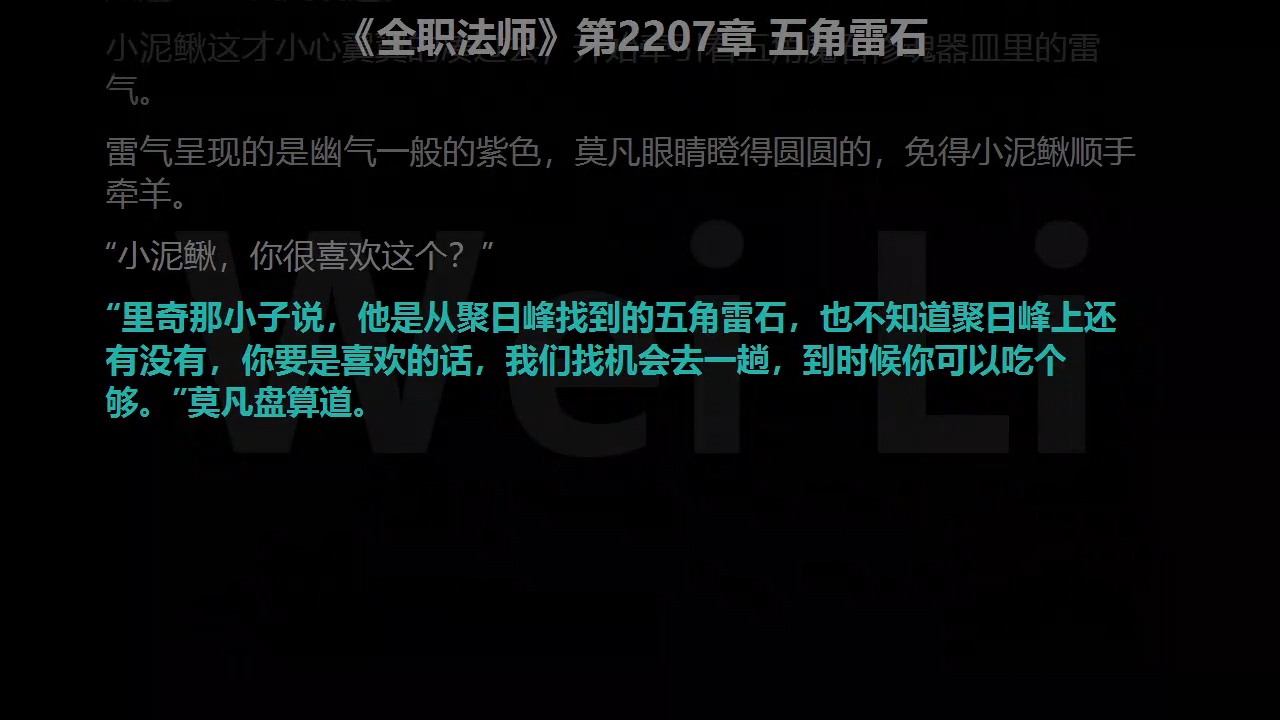 《全职法师》第2207章 五角雷石
小泥鳅这才小心翼翼的凑过去，开始牵引着五角魔石修魂器皿里的雷
气。
雷气呈现的是幽气一般的紫色，莫凡眼睛瞪得圆圆的，免得小泥鳅顺手
牵羊。
“小泥鳅，你很喜欢这个？”
“里奇那小子说，他是从聚日峰找到的五角雷石，也不知道聚日峰上还
有没有，你要是喜欢的话，我们找机会去一趟，到时候你可以吃个
够。”莫凡盘算道。
Wei Li